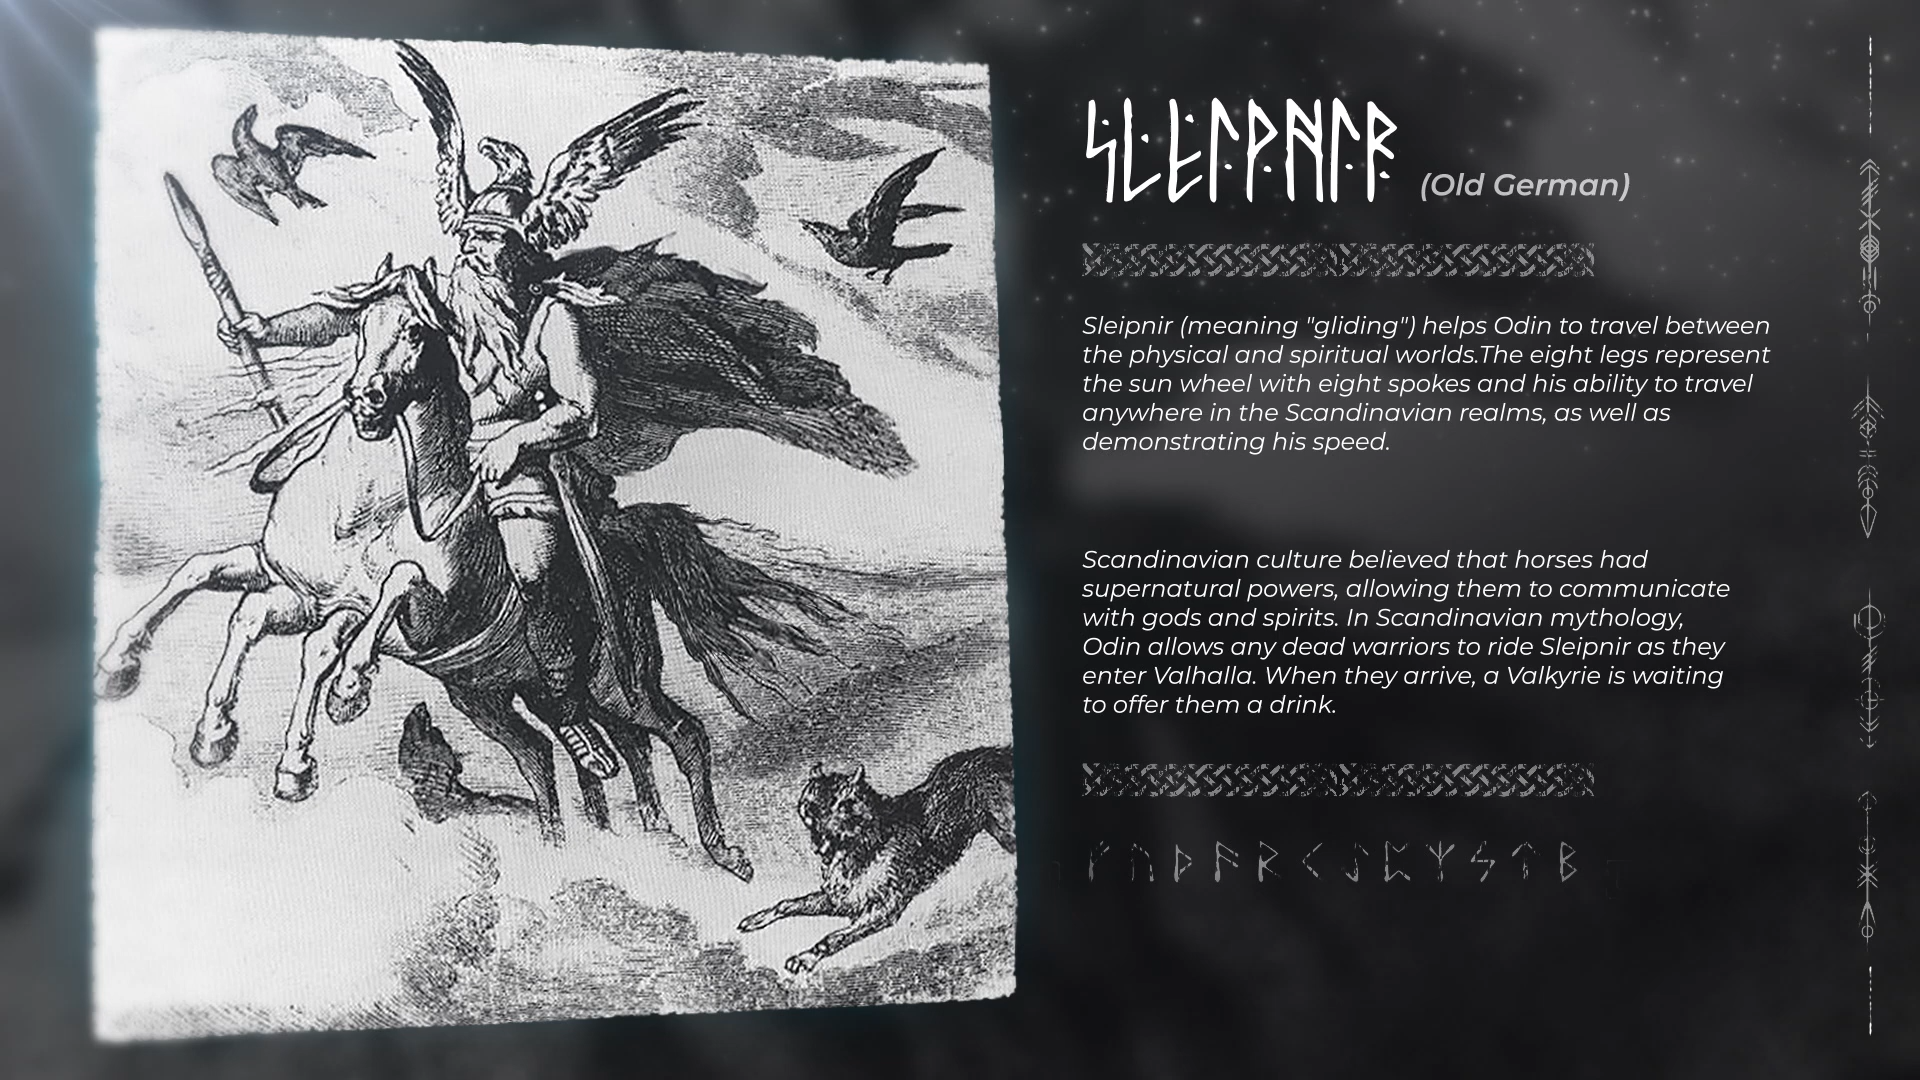 (Old German)
Sleipnir (meaning "gliding") helps Odin to travel between
the physical and spiritual worlds.The eight legs represent
the sun wheel with eight spokes and his ability to travel
anywhere in the Scandinavian realms, as well as
demonstrating his speed.
Scandinavian culture believed that horses had
supernatural powers, allowing them to communicate
with gods and spirits. In Scandinavian mythology,
Odin allows any dead warriors to ride Sleipnir as they
enter Valhalla. When they arrive, a Valkyrie is waiting
to offer them a drink.